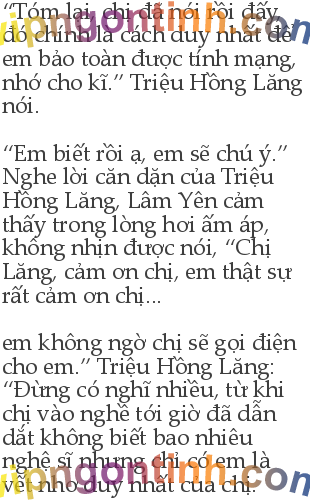 “Tóm lại, chị đã nói rồi đấy,
đó chính là cách duy nhất để
em bảo toàn được tính mạng,
nhớ cho kĩ.” Triệu Hồng Lăng
nói.
“Em biết rồi ạ, em sẽ chú ý.”
Nghe lời căn dặn của Triệu
Hồng Lăng, Lâm Yên cảm
thấy trong lòng hơi ấm áp,
không nhịn được nói, “Chị
Lăng, cảm ơn chị, em thật sự
rất cảm ơn chị...
em không ngờ chị sẽ gọi điện
cho em.” Triệu Hồng Lăng:
“Đừng có nghĩ nhiều, từ khi
chị vào nghề tới giờ đã dẫn
dắt không biết bao nhiêu
nghệ sĩ nhưng chỉ có em là
vết nhơ duy nhất của chị.
vipngontinh.com
vipngontinh.com